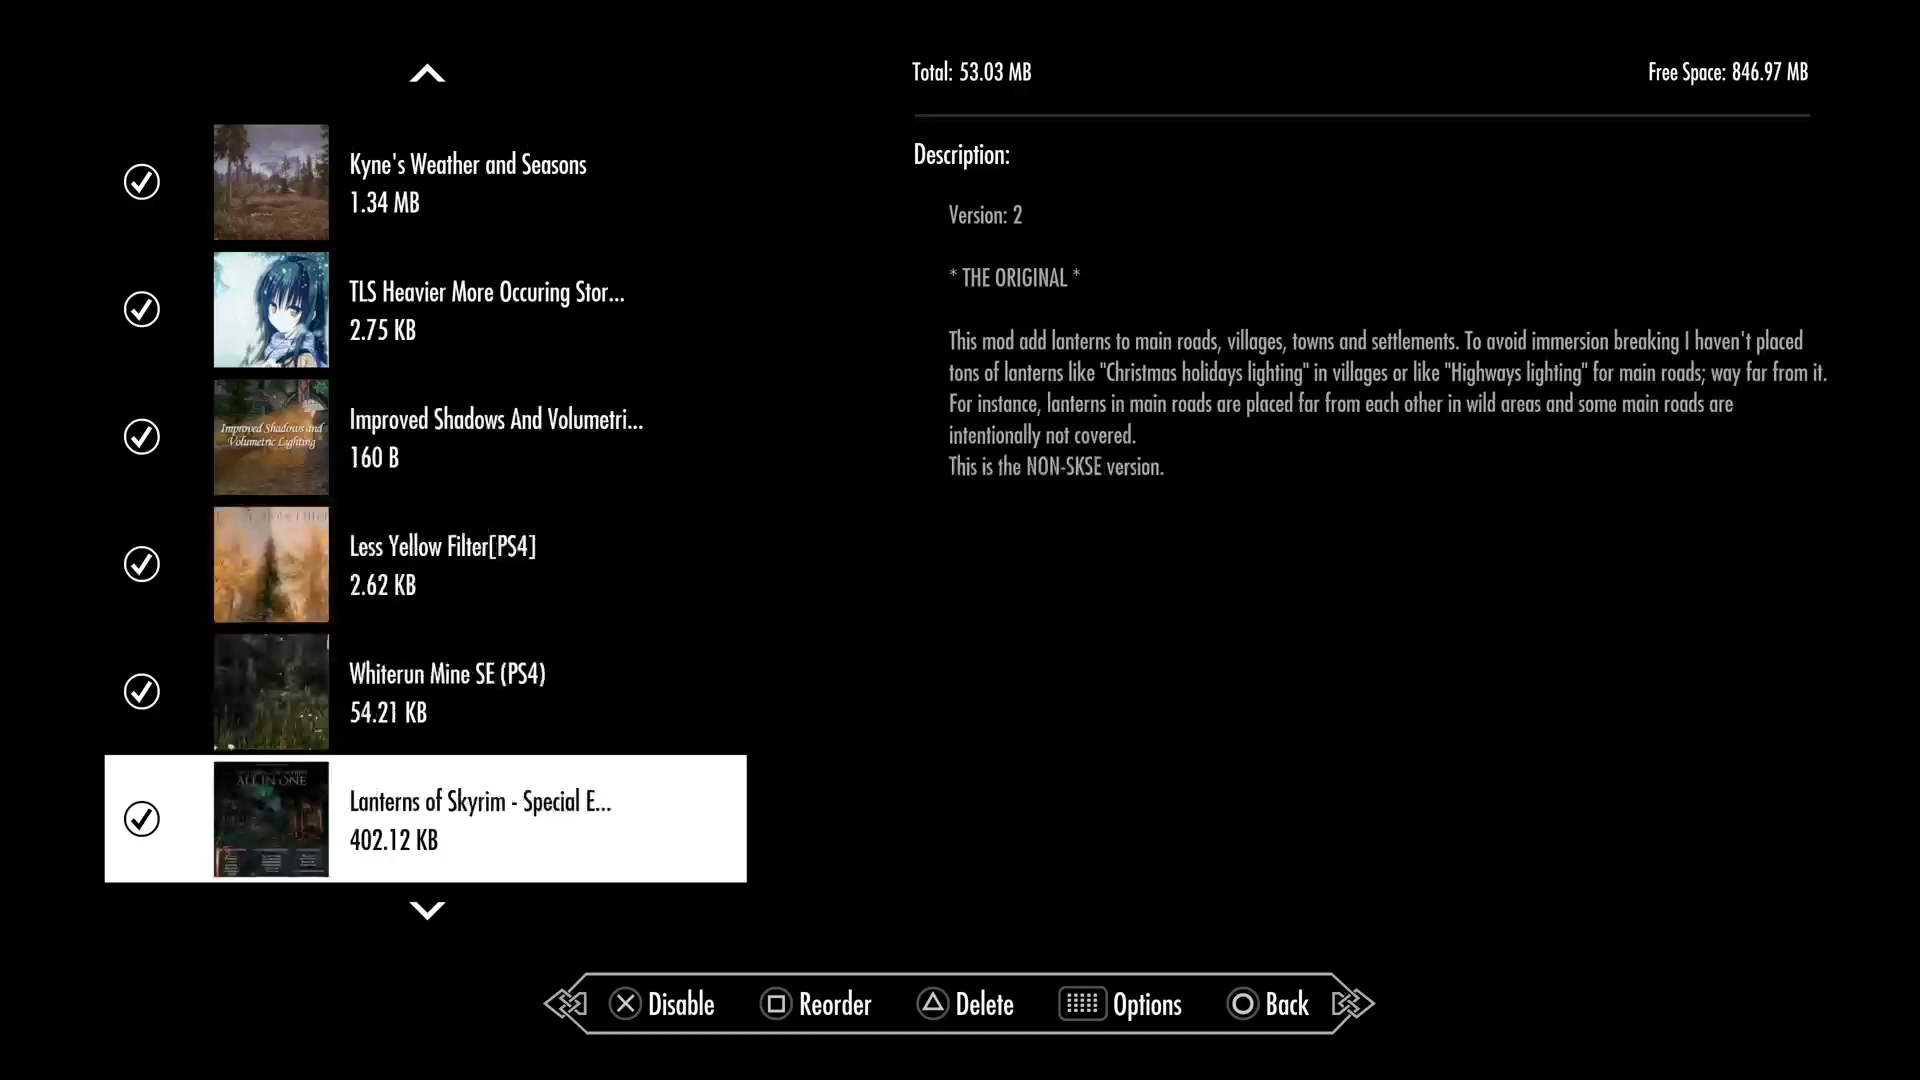 Total: 53.03 MB
Free Space: 846.97 MB
Kyne's Weather and Seasons
1.34 MB
TLS Heavier More Occuring Stor...
2.75 KB
Improved Shadows and
Volumetric Lighting
Improved Shadows And Volumetri...
160 B
Less Yellow Filter[PS4]
2.62 KB
Whiterun Mine SE (PS4)
54.21 KB
ALL IN ONE
Lanterns of Skyrim - Special E...
402.12 KB
Description:
Version: 2
* THE ORIGINAL *
This mod add lanterns to main roads, villages, towns and settlements. To avoid immersion breaking I haven't placed
tons of lanterns like "Christmas holidays lighting" in villages or like "Highways lighting" for main roads; way far from it.
For instance, lanterns in main roads are placed far from each other in wild areas and some main roads are
intentionally not covered.
This is the NON-SKSE version.
Disable Reorder Delete Options Back